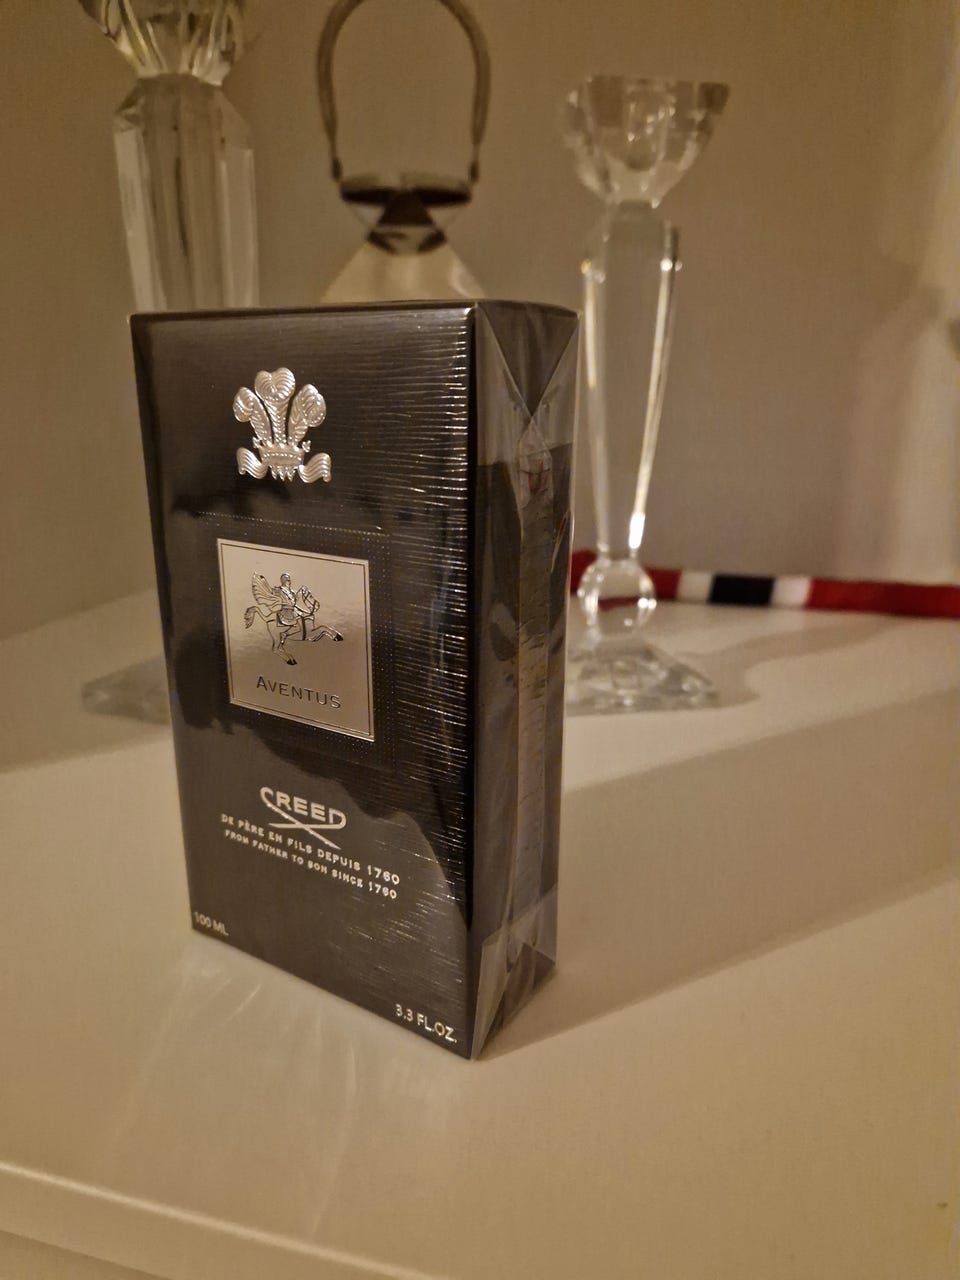 AVENTUS
CREED
DE PÈRE EN FILS DEPUIS 1760
FROM FATHER TO SON SINCE 1760
100 ML
3.3 FL.OZ.